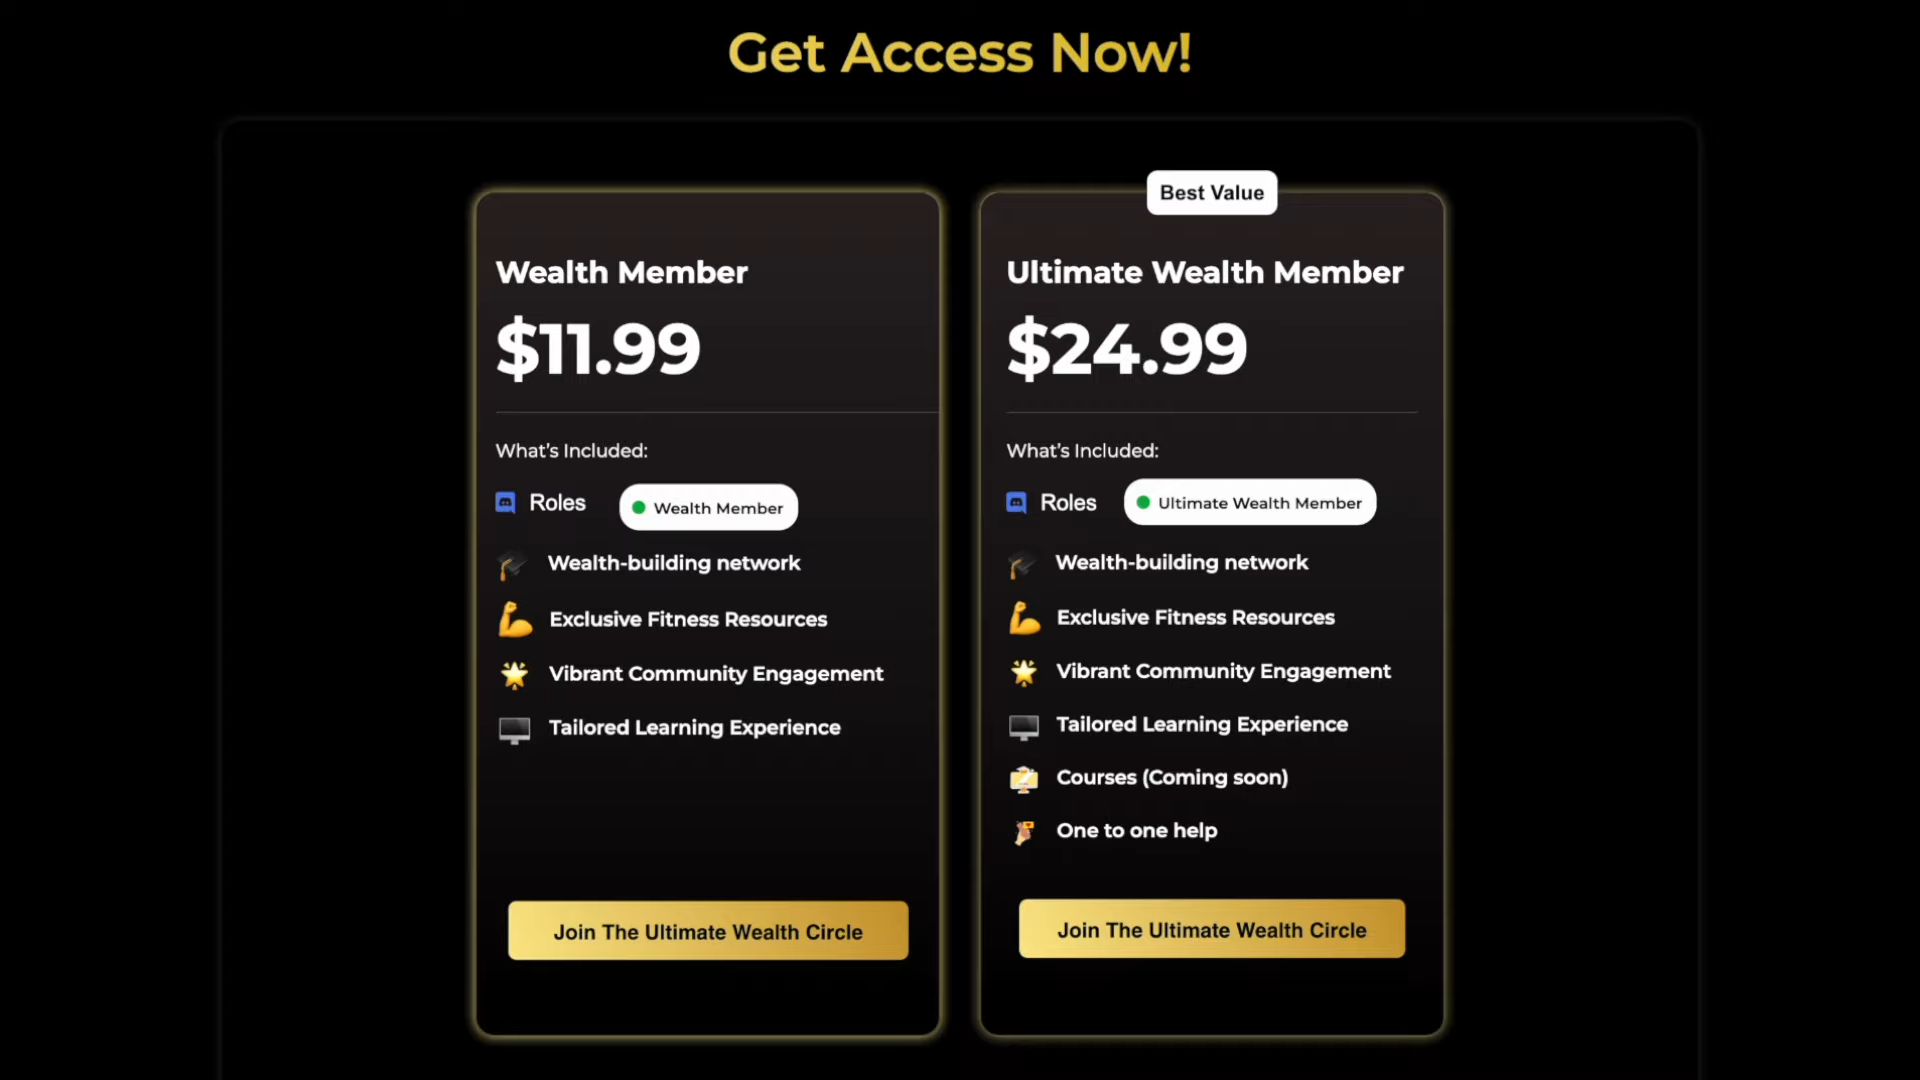 Get Access Now!
Wealth Member
$11.99
What's Included:
Roles
Wealth Member
Wealth-building network
Exclusive Fitness Resources
Vibrant Community Engagement
Tailored Learning Experience
Join The Ultimate Wealth Circle
Best Value
Ultimate Wealth Member
$24.99
What's Included:
Roles
Ultimate Wealth Member
Wealth-building network
Exclusive Fitness Resources
Vibrant Community Engagement
Tailored Learning Experience
Courses (Coming soon)
One to one help
Join The Ultimate Wealth Circle